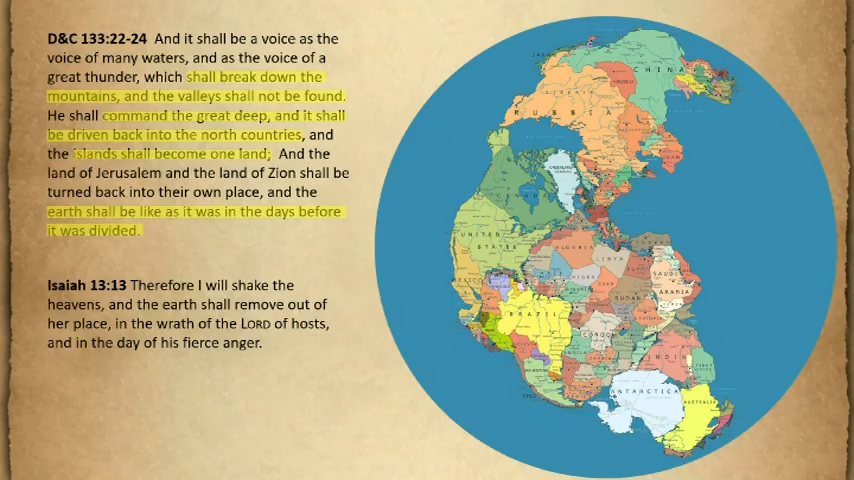 D&C 133:22-24 And it shall be a voice as the
voice of many waters, and as the voice of a
great thunder, which shall break down the
mountains, and the valleys shall not be found.
He shall command the great deep, and it shall
be driven back into the north countries, and
the islands shall become one land; And the
land of Jerusalem and the land of Zion shall be
turned back into their own place, and the
earth shall be like as it was in the days before
it was divided.
Isaiah 13:13 Therefore I will shake the
heavens, and the earth shall remove out of
her place, in the wrath of the LORD of hosts,
and in the day of his fierce anger.
CHINA
RUSSIA
CANADA
UNITED
STATES
ALGERIA
LIBYA
SAUDI
ARABIA
SUDAN
BRAZIL
CONGO
INDIA
ANTARCTICA
AUSTRALIA